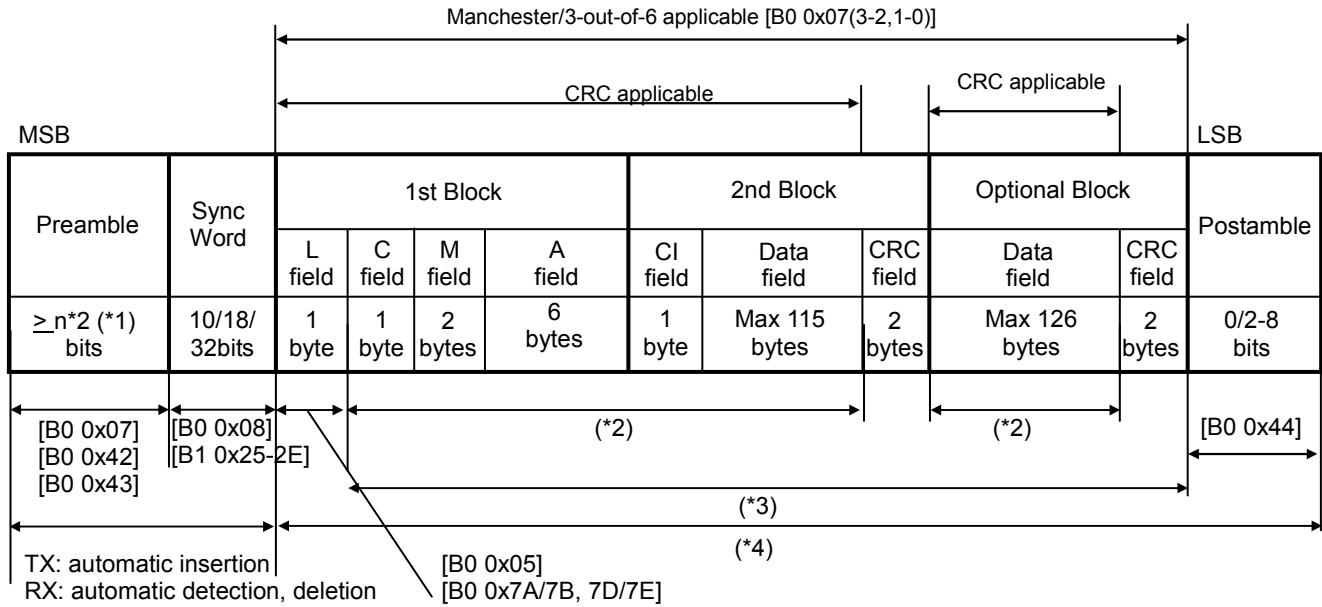 Manchester/3-out-of-6 applicable [B0 0x07(3-2,1-0)]
CRC applicable
CRC applicable
MSB
LSB
Preamble
Sync
Word
1st Block
2nd Block
Optional Block
Postamble
L
field
C
field
M
field
A
field
CI
field
Data
field
CRC
field
Data
field
CRC
field
≥ n*2 (*1)
bits
10/18/
32bits
1
byte
1
byte
2
bytes
6
bytes
1
byte
Max 115
bytes
2
bytes
Max 126
bytes
2
bytes
0/2-8
bits
[B0 0x07]
[B0 0x42]
[B0 0x43]
[B0 0x08]
[B1 0x25-2E]
(*2)
(*2)
[B0 0x44]
(*3)
(*4)
TX: automatic insertion
RX: automatic detection, deletion
[B0 0x05]
[B0 0x7A/7B, 7D/7E]